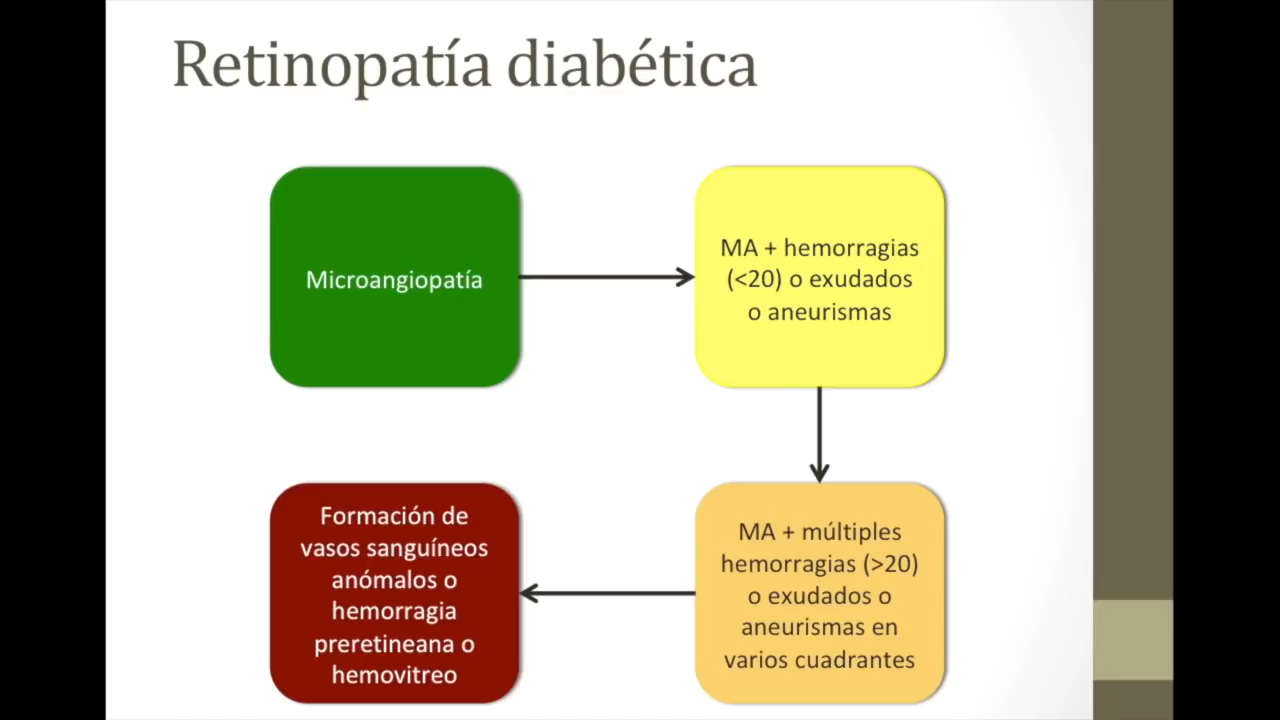 Retinopatía diabética
Microangiopatía
MA + hemorragias
(<20) o exudados
o aneurismas
MA + múltiples
hemorragias (>20)
o exudados o
aneurismas en
varios cuadrantes
Formación de
vasos sanguíneos
anómalos o
hemorragia
preretineana o
hemovitreo